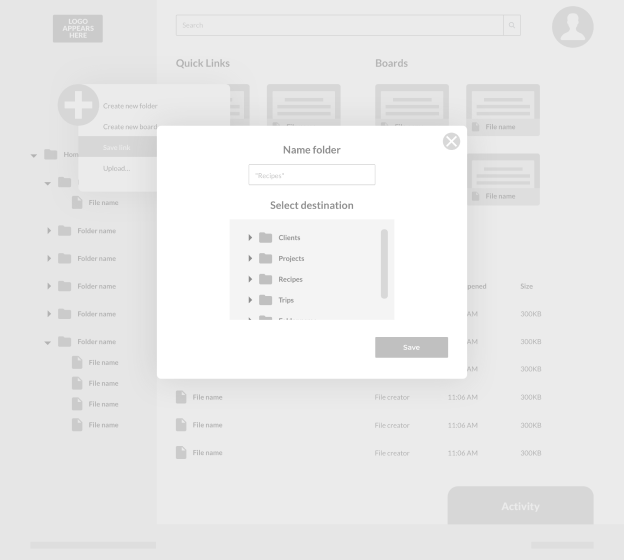 LOGO
APPEARS
HERE
Search
Quick Links
Boards
Create new folder
Create new board
Save link
Upload...
File name
File name
Name folder
"Recipes"
Select destination
Clients
Projects
Recipes
Trips
Save
File name
Folder name
Folder name
Folder name
Folder name
File name
File name
File name
File name
Size
AM 300KB
AM 300KB
AM 300KB
File name File creator 11:06 AM 300KB
File name File creator 11:06 AM 300KB
File name File creator 11:06 AM 300KB
Activity